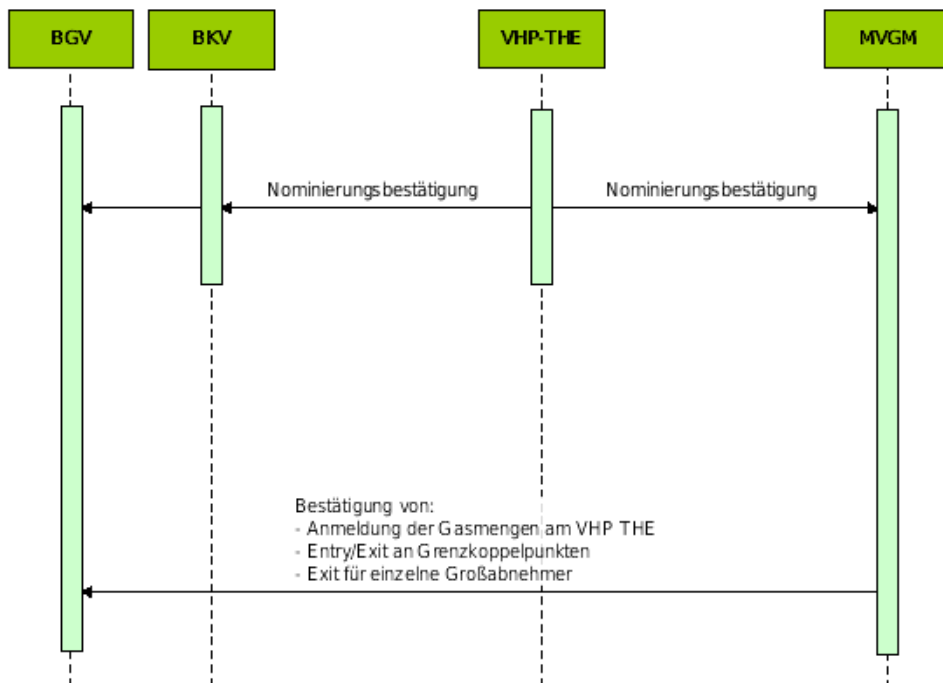 BGV
BKV
VHP-THE
MVGM
Nominierungsbestätigung
Nominierungsbestätigung
Bestätigung von:
- Anmeldung der Gasmengen am VHP THE
- Entry/Exit an Grenzkoppelpunkten
- Exit für einzelne Großabnehmer